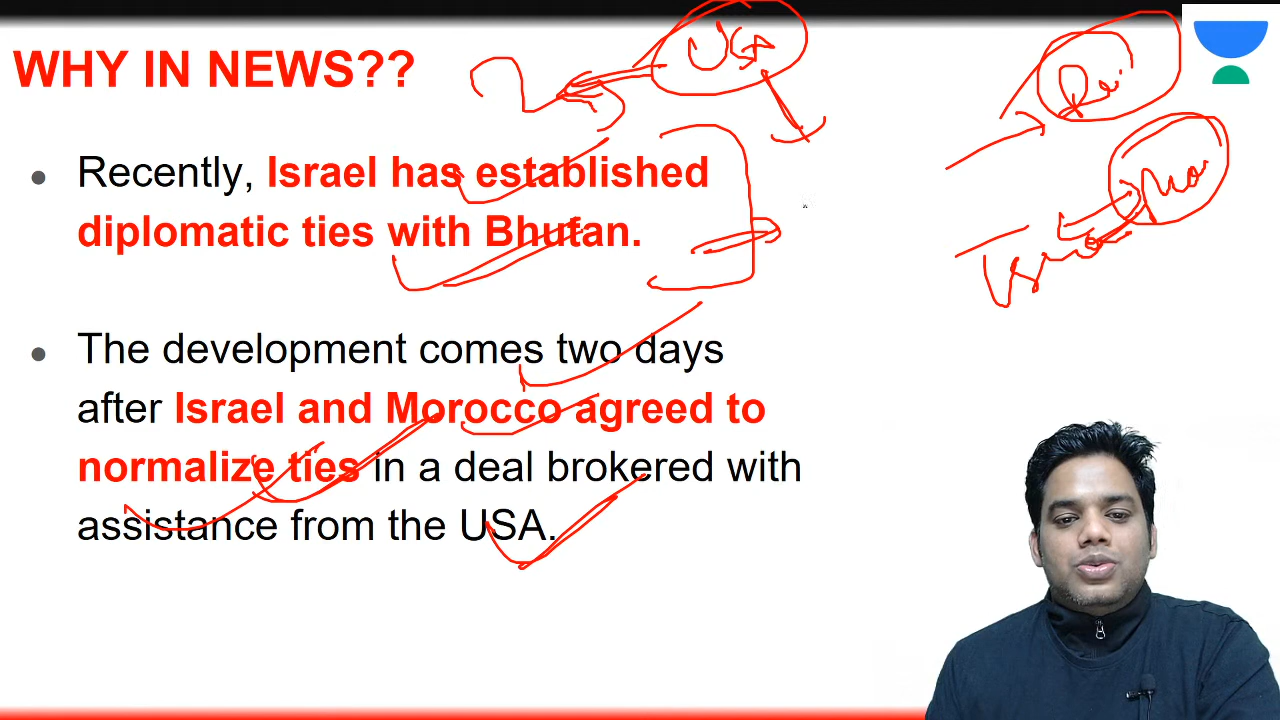 WHY IN NEWS??
USA
● Recently, Israel has established
diplomatic ties with Bhutan.
● The development comes two days
after Israel and Morocco agreed to
normalize ties in a deal brokered with
assistance from the USA.